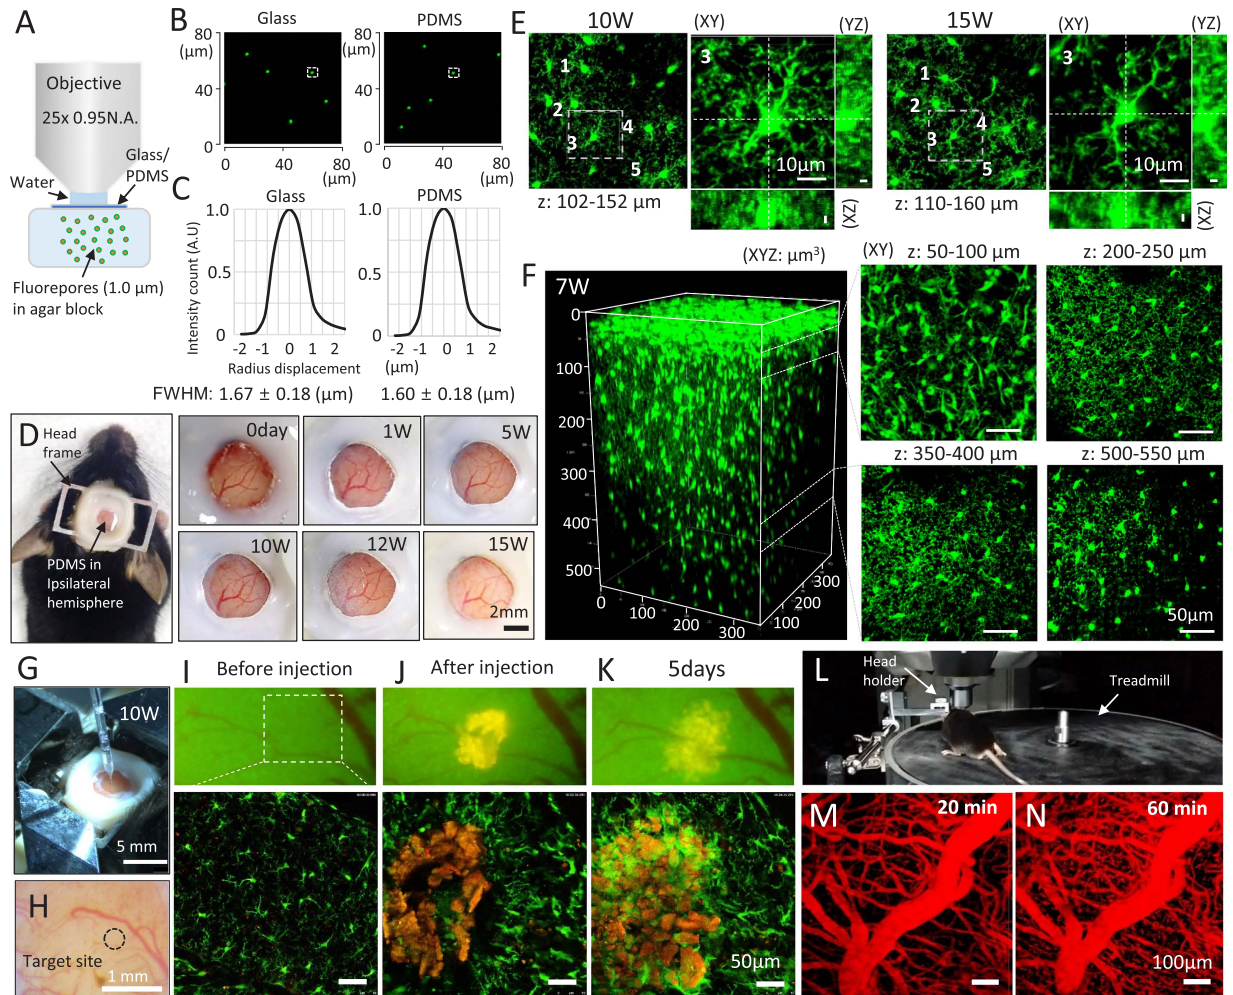 A
Objective
25x 0.95N.A.
Glass/
PDMS
Water
Fluorepores (1.0 μm)
in agar block
B
Glass
PDMS
80
(μm)
40
0
0
40
80
(μm)
80
(μm)
40
0
0
40
80
(μm)
C
Glass
PDMS
Intensity count (A.U)
1.0
0.5
0
-2 -1 0 1 2
1.0
0.5
0
-2 -1 0 1 2
Radius displacement
(μm)
FWHM: 1.67 ± 0.18 (μm)
1.60 ± 0.18 (μm)
D
Head
frame
PDMS in
Ipsilateral
hemisphere
0day
1W
5W
10W
12W
15W
2mm
E
10W
(XY)
(YZ)
1
2
3
4
5
3
10μm
z: 102-152 μm
(XZ)
15W
(XY)
(YZ)
1
2
3
4
5
3
10μm
z: 110-160 μm
(XZ)
F
7W
(XYZ: μm³)
0
100
200
300
400
500
0
100
200
300
100
200
300
(XY)
z: 50-100 μm
z: 200-250 μm
z: 350-400 μm
z: 500-550 μm
50μm
G
10W
5 mm
H
Target site
1 mm
I
Before injection
J
After injection
K
5days
50μm
L
Head
holder
Treadmill
M
20 min
N
60 min
100μm